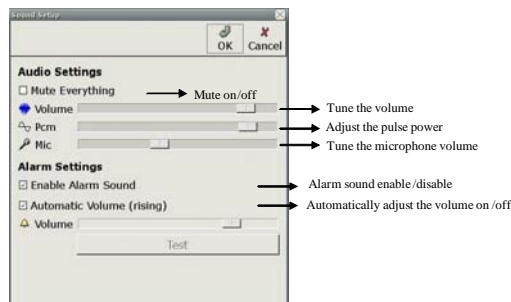 Sound Setup
OK Cancel
Audio Settings
Mute Everything
Mute on/off
Volume
Tune the volume
Pcm
Adjust the pulse power
Mic
Tune the microphone volume
Alarm Settings
Enable Alarm Sound
Alarm sound enable/disable
Automatic Volume (rising)
Automatically adjust the volume on /off
Volume
Test